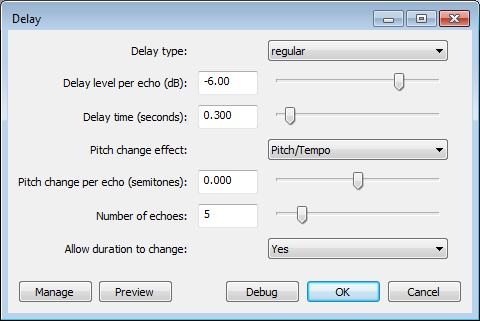 Delay
Delay type: regular
Delay level per echo (dB): -6.00
Delay time (seconds): 0.300
Pitch change effect: Pitch/Tempo
Pitch change per echo (semitones): 0.000
Number of echoes: 5
Allow duration to change: Yes
Manage Preview Debug OK Cancel